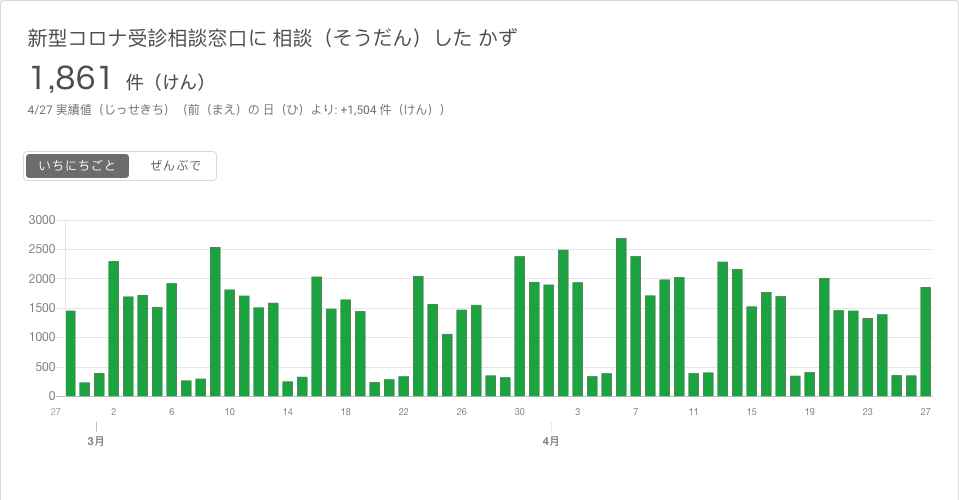 新型コロナ受診相談窓口に 相談（そうだん）した かず
1,861 件（けん）
4/27 実績値（じっせきち）（前（まえ）の 日（ひ）より: +1,504 件（けん））
いちにちごと ぜんぶで
3000
2500
2000
1500
1000
500
0
27 2 6 10 14 18 22 26 30 3 7 11 15 19 23 27
3月 4月